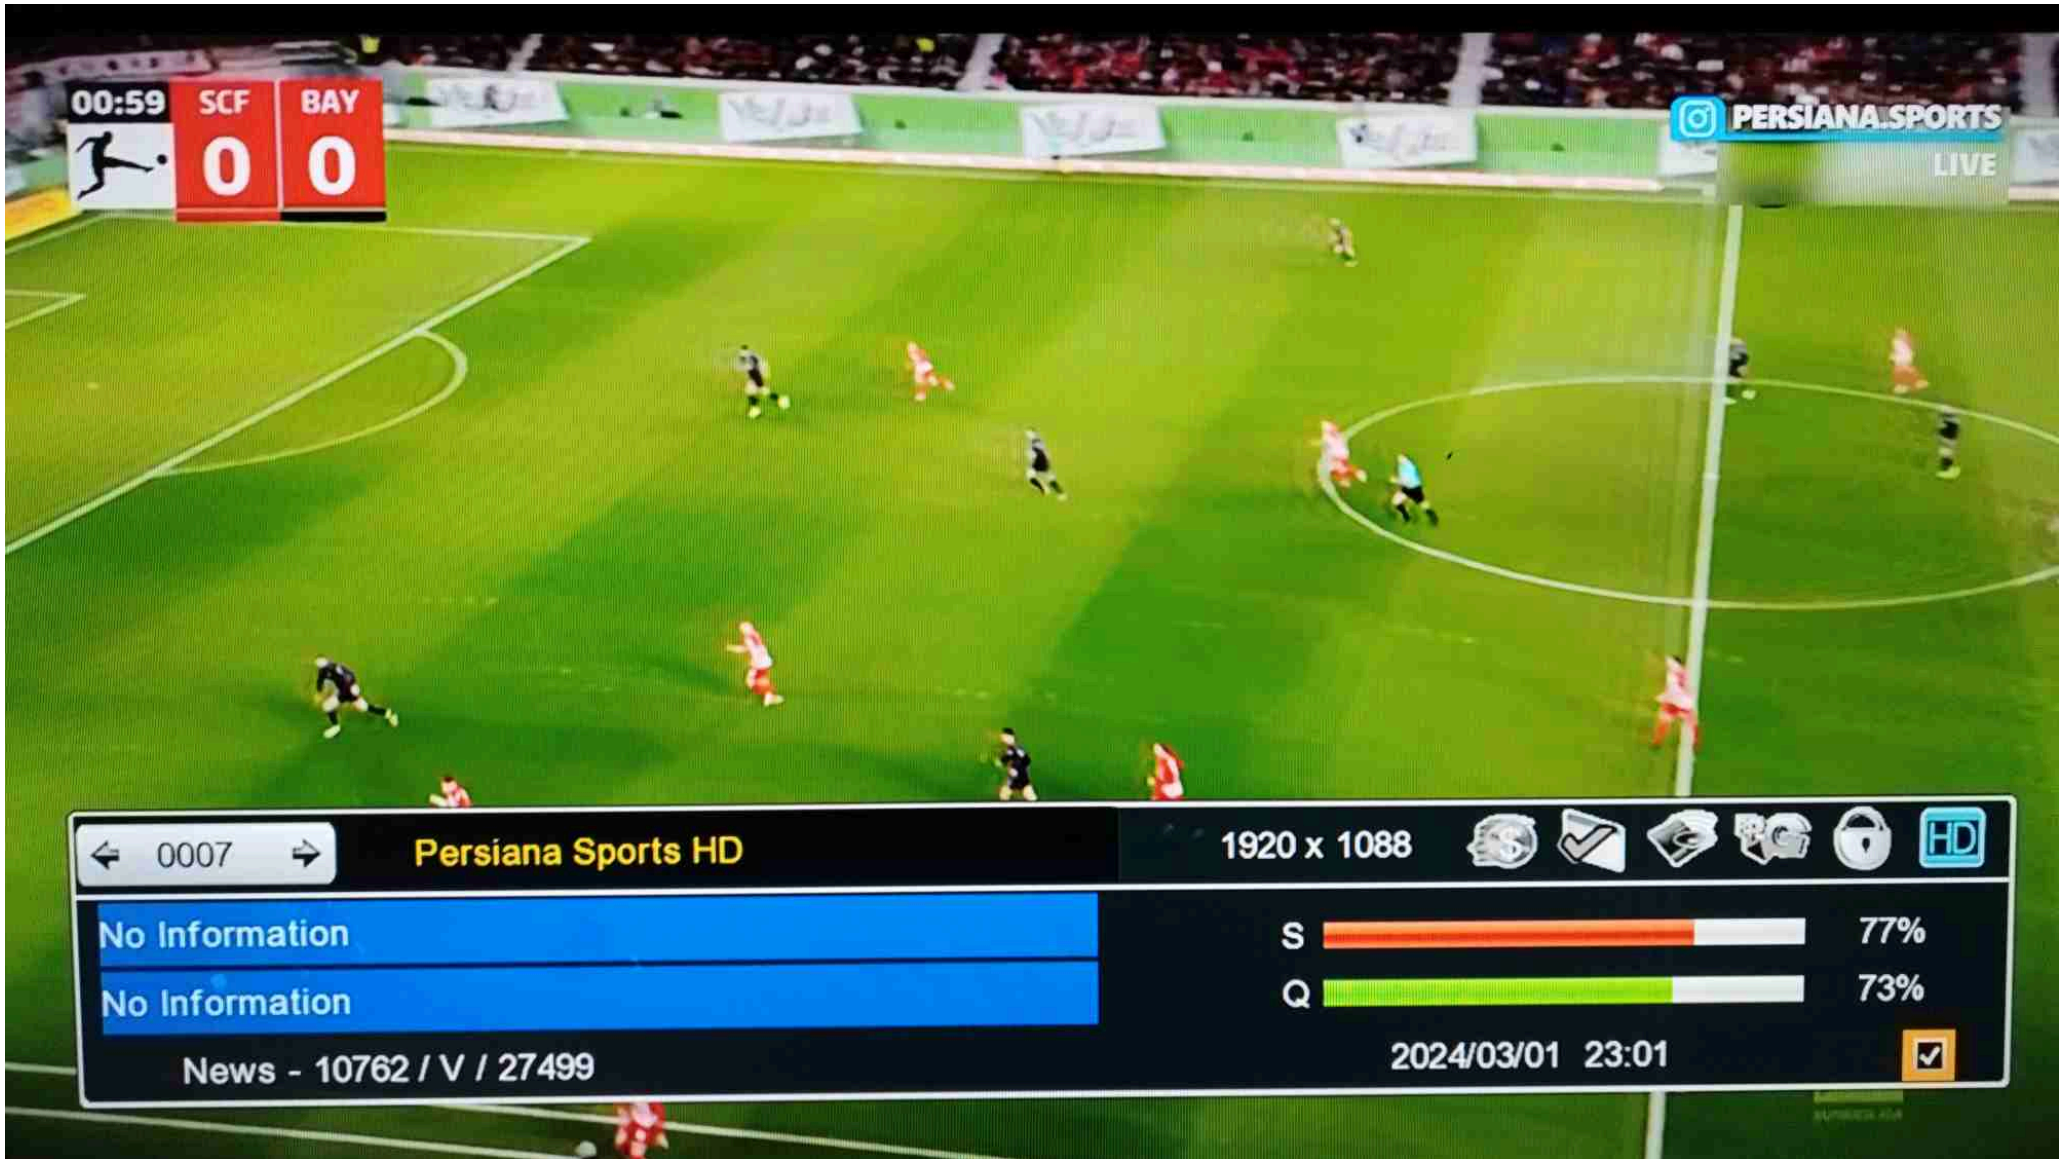 00:59 SCF BAY
0 0
PERSIANA.SPORTS
LIVE
0007 Persiana Sports HD 1920 x 1088 HD
No Information
S 77%
No Information
Q 73%
News - 10762 / V / 27499 2024/03/01 23:01
BUNDESLIGA